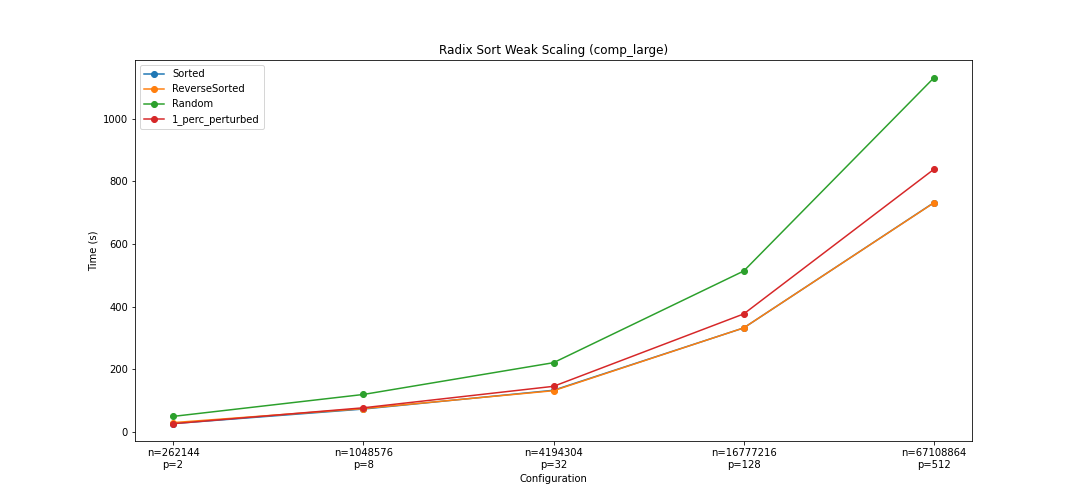 Radix Sort Weak Scaling (comp_large)
Sorted
ReverseSorted
Random
1_perc_perturbed
Time (s)
1000
800
600
400
200
0
n=262144
p=2
n=1048576
p=8
n=4194304
p=32
n=16777216
p=128
n=67108864
p=512
Configuration